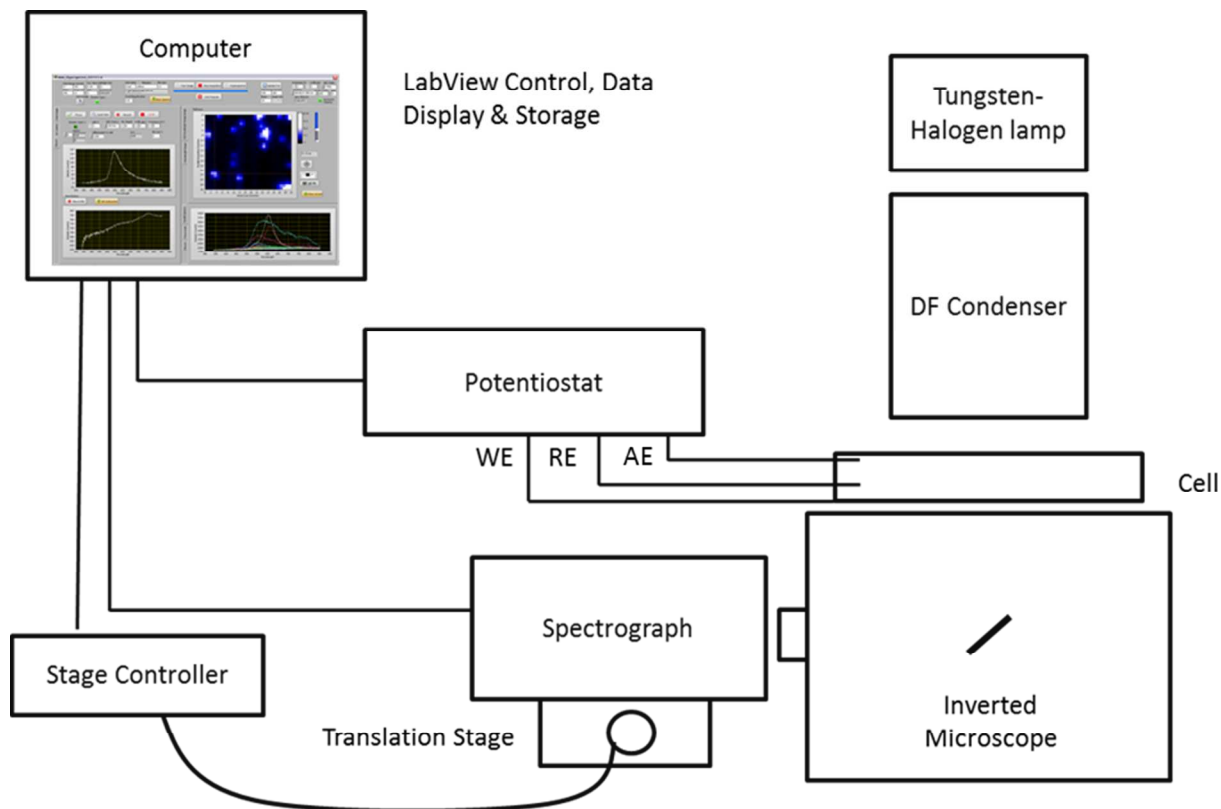 Computer
LabView Control, Data
Display & Storage
Tungsten-
Halogen lamp
DF Condenser
Potentiostat
WE
RE
AE
Cell
Spectrograph
Stage Controller
Translation Stage
Inverted
Microscope